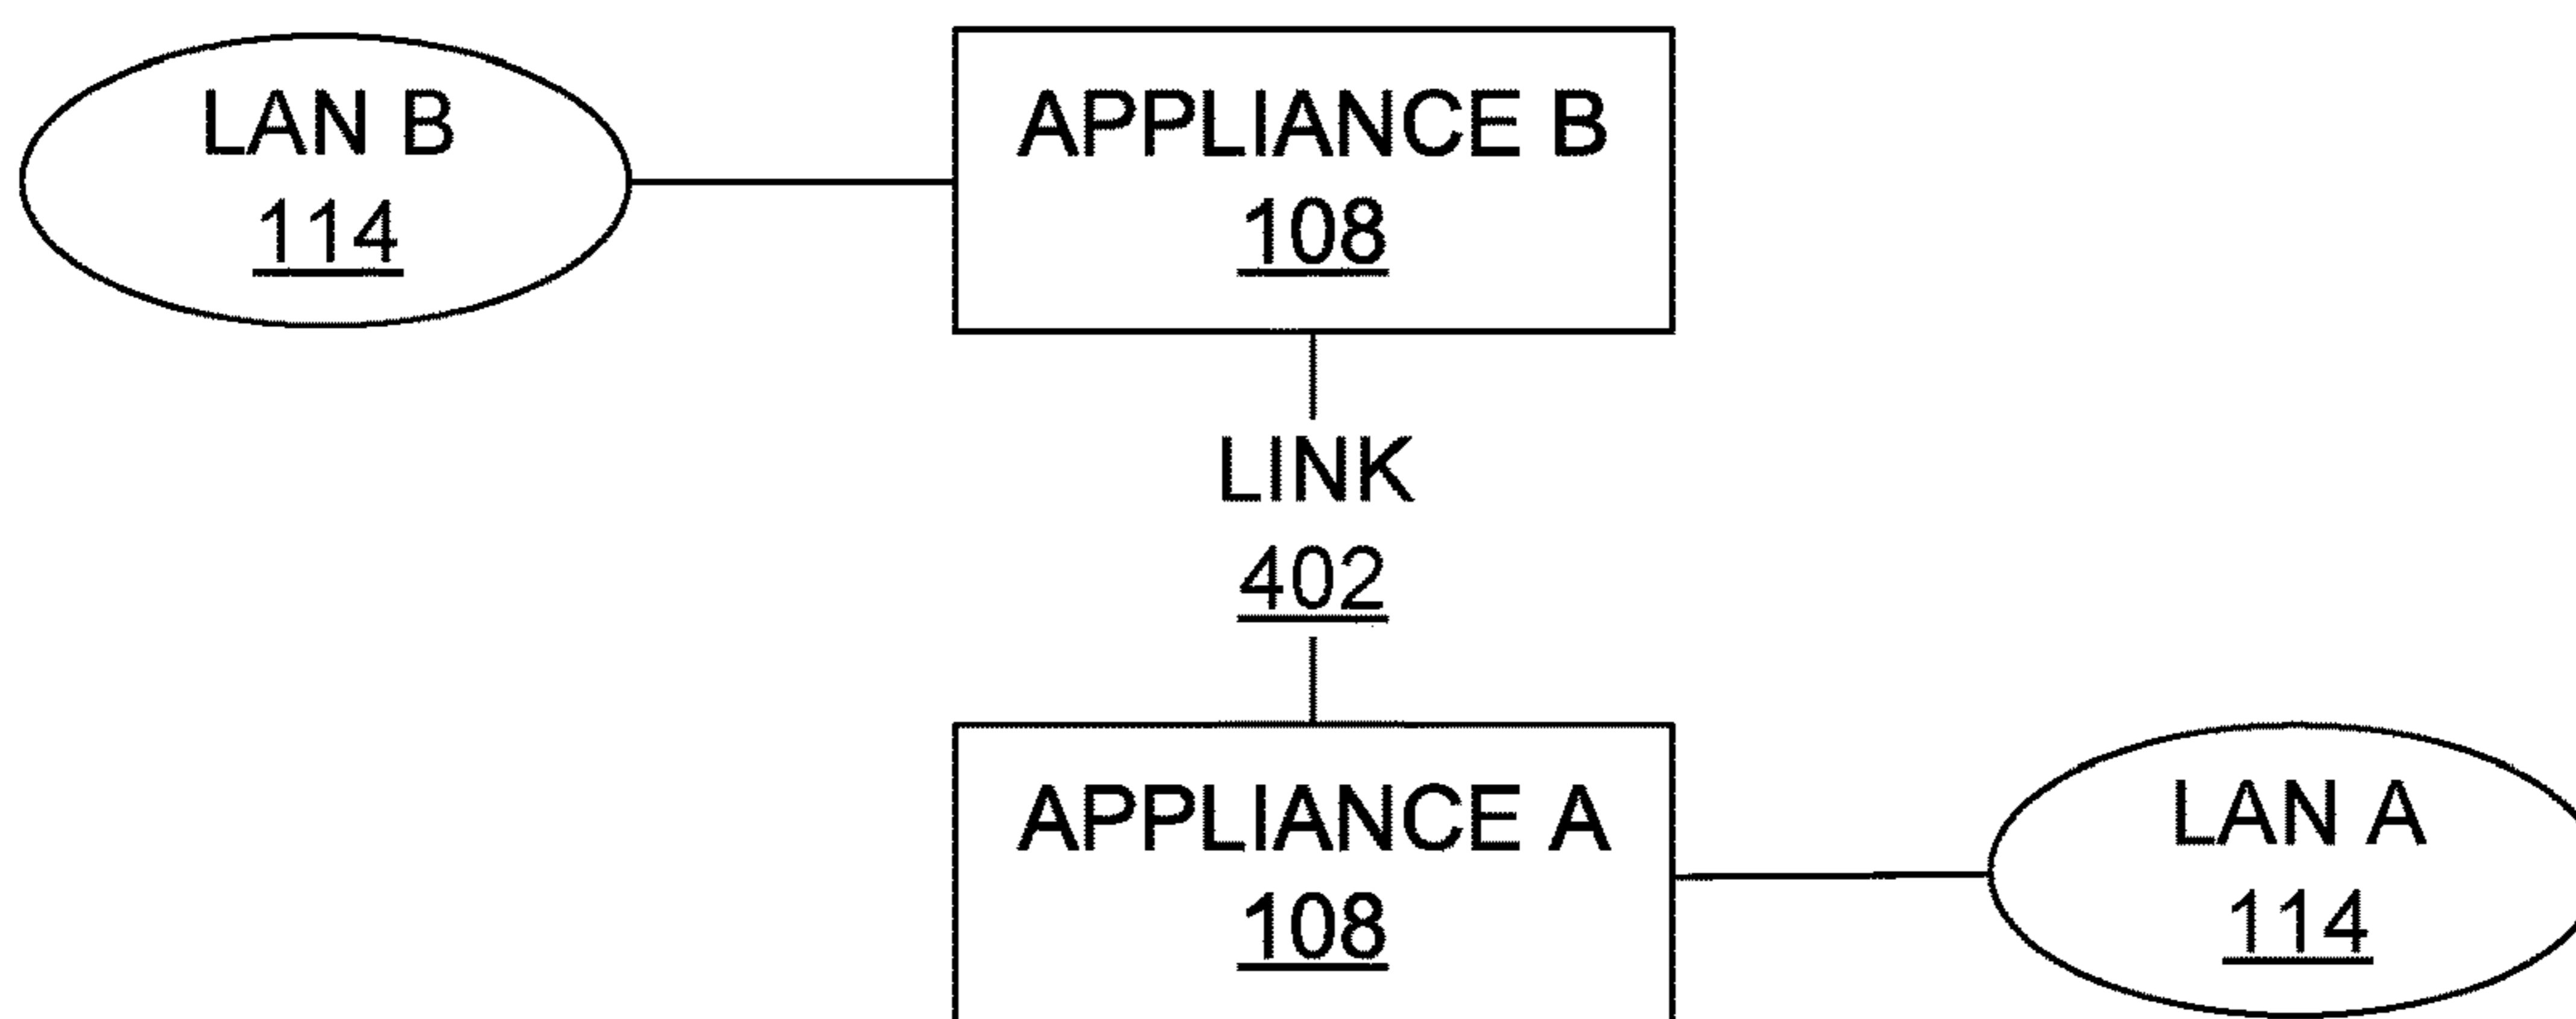 LAN B
114
APPLIANCE B
108
LINK
402
APPLIANCE A
108
LAN A
114